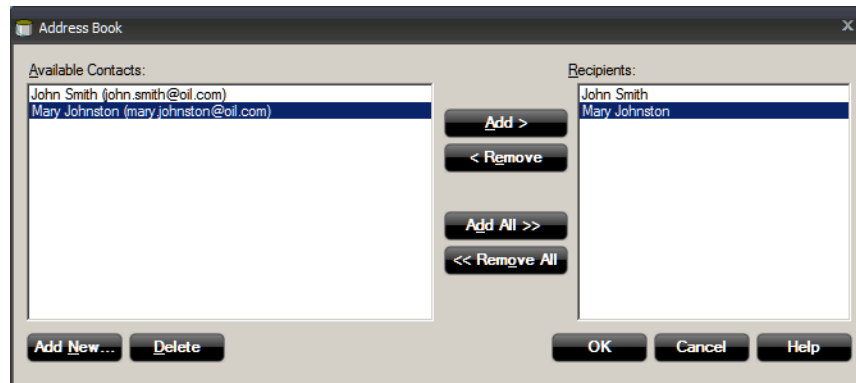 Address Book
x
Available Contacts:
John Smith (john.smith@oil.com)
Mary Johnston (mary.johnston@oil.com)
Add >
< Remove
Add All >>
<< Remove All
Recipients:
John Smith
Mary Johnston
Add New...
Delete
OK
Cancel
Help